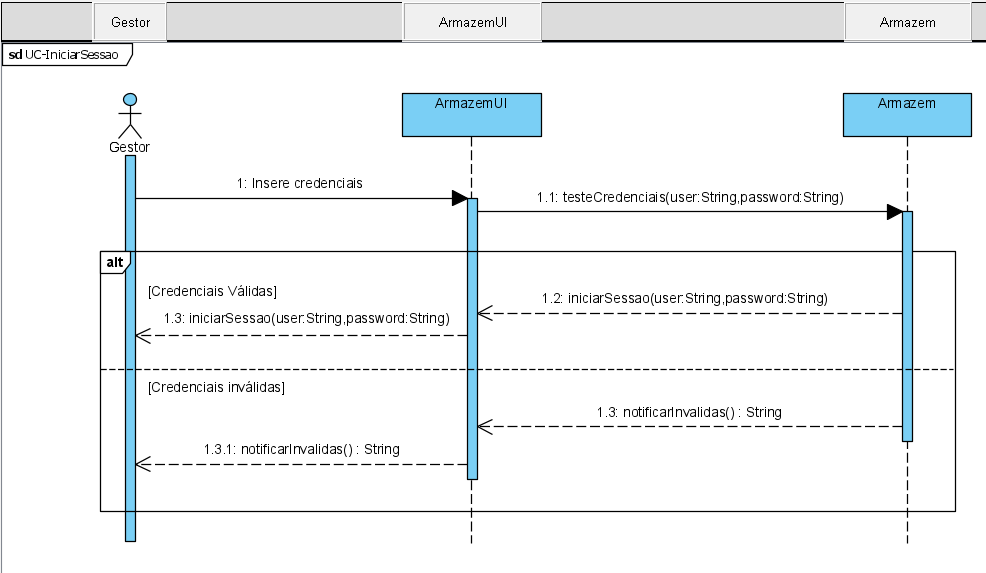 Gestor
ArmazemUI
Armazem
sd UC-IniciarSessao
ArmazemUI
Armazem
Gestor
1: Insere credenciais
1.1: testeCredenciais(user:String,password:String)
alt
[Credenciais Válidas]
1.2: iniciarSessao(user:String,password:String)
1.3: iniciarSessao(user:String,password:String)
[Credenciais inválidas]
1.3: notificarInvalidas() : String
1.3.1: notificarInvalidas() : String